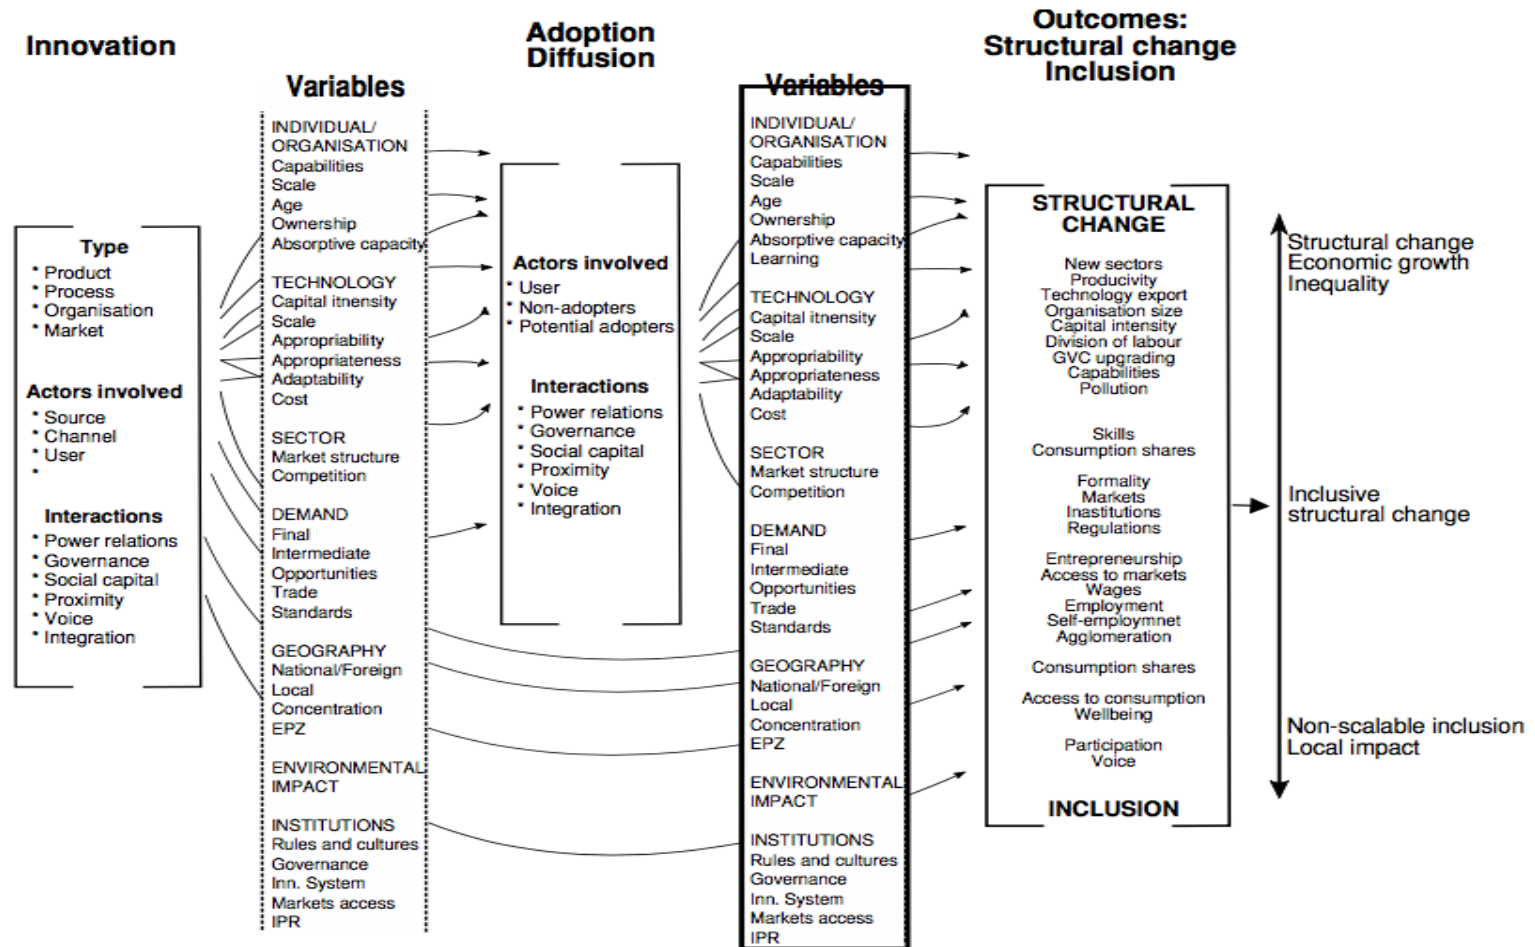 Innovation
Adoption
Diffusion
Outcomes:
Structural change
Inclusion
Type
* Product
* Process
* Organisation
* Market
Actors involved
* Source
* Channel
* User
*
Interactions
* Power relations
* Governance
* Social capital
* Proximity
* Voice
* Integration
Variables
INDIVIDUAL/
ORGANISATION
Capabilities
Scale
Age
Ownership
Absorptive capacity
TECHNOLOGY
Capital itnensity
Scale
Appropriability
Appropriateness
Adaptability
Cost
SECTOR
Market structure
Competition
DEMAND
Final
Intermediate
Opportunities
Trade
Standards
GEOGRAPHY
National/Foreign
Local
Concentration
EPZ
ENVIRONMENTAL
IMPACT
INSTITUTIONS
Rules and cultures
Governance
Inn. System
Markets access
IPR
Actors involved
* User
* Non-adopters
* Potential adopters
Interactions
* Power relations
* Governance
* Social capital
* Proximity
* Voice
* Integration
Variables
INDIVIDUAL/
ORGANISATION
Capabilities
Scale
Age
Ownership
Absorptive capacity
Learning
TECHNOLOGY
Capital itnensity
Scale
Appropriability
Appropriateness
Adaptability
Cost
SECTOR
Market structure
Competition
DEMAND
Final
Intermediate
Opportunities
Trade
Standards
GEOGRAPHY
National/Foreign
Local
Concentration
EPZ
ENVIRONMENTAL
IMPACT
INSTITUTIONS
Rules and cultures
Governance
Inn. System
Markets access
IPR
STRUCTURAL
CHANGE
New sectors
Producivity
Technology export
Organisation size
Capital intensity
Division of labour
GVC upgrading
Capabilities
Pollution
Skills
Consumption shares
Formality
Markets
Inastitutions
Regulations
Entrepreneurship
Access to markets
Wages
Employment
Self-employmnet
Agglomeration
Consumption shares
Access to consumption
Wellbeing
Participation
Voice
INCLUSION
Structural change
Economic growth
Inequality
Inclusive
structural change
Non-scalable inclusion
Local impact